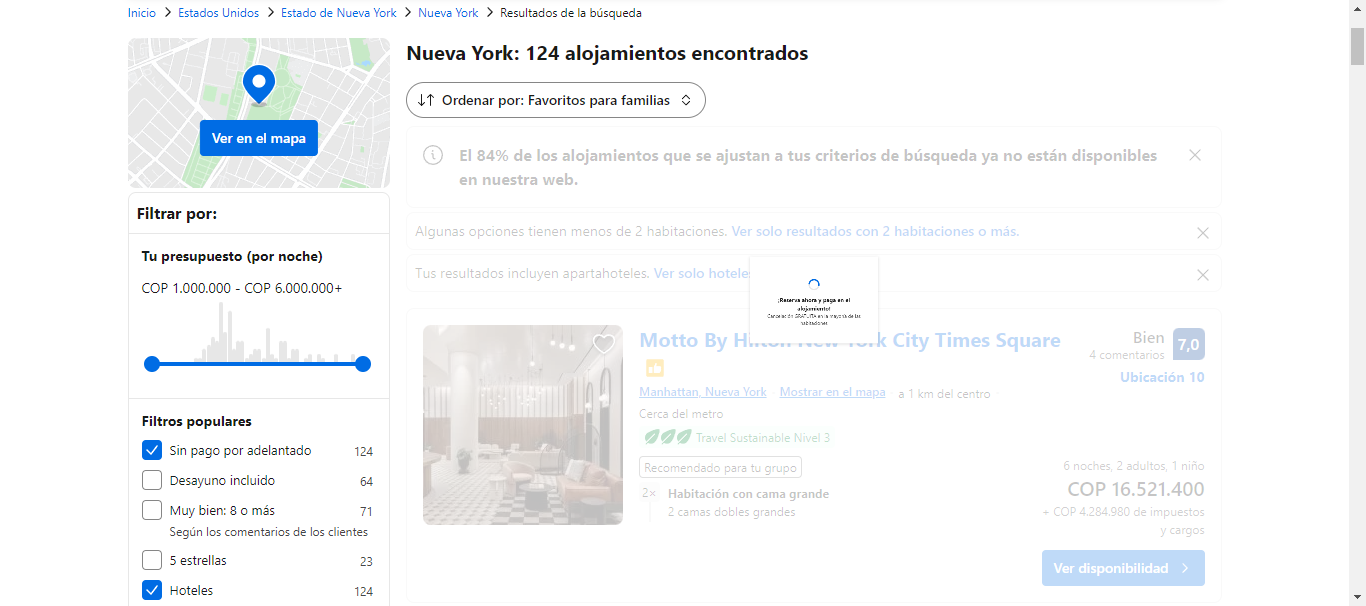 Inicio > Estados Unidos > Estado de Nueva York > Nueva York > Resultados de la búsqueda
Ver en el mapa
Filtrar por:
Tu presupuesto (por noche)
COP 1.000.000 - COP 6.000.000+
Filtros populares
Sin pago por adelantado 124
Desayuno incluido 64
Muy bien: 8 o más 71
Según los comentarios de los clientes
5 estrellas 23
Hoteles 124
Nueva York: 124 alojamientos encontrados
Ordenar por: Favoritos para familias
El 84% de los alojamientos que se ajustan a tus criterios de búsqueda ya no están disponibles
en nuestra web.
Algunas opciones tienen menos de 2 habitaciones. Ver solo resultados con 2 habitaciones o más.
Tus resultados incluyen apartahoteles. Ver solo hoteles
¡Reserva ahora y paga en el
alojamiento!
Cancelación GRATUITA en la mayoría de las
habitaciones
Motto By Hilton New York City Times Square
Manhattan, Nueva York Mostrar en el mapa a 1 km del centro
Cerca del metro
Travel Sustainable Nivel 3
Recomendado para tu grupo
2× Habitación con cama grande
2 camas dobles grandes
Bien 7,0
4 comentarios
Ubicación 10
6 noches, 2 adultos, 1 niño
COP 16.521.400
+ COP 4.284.980 de impuestos
y cargos
Ver disponibilidad